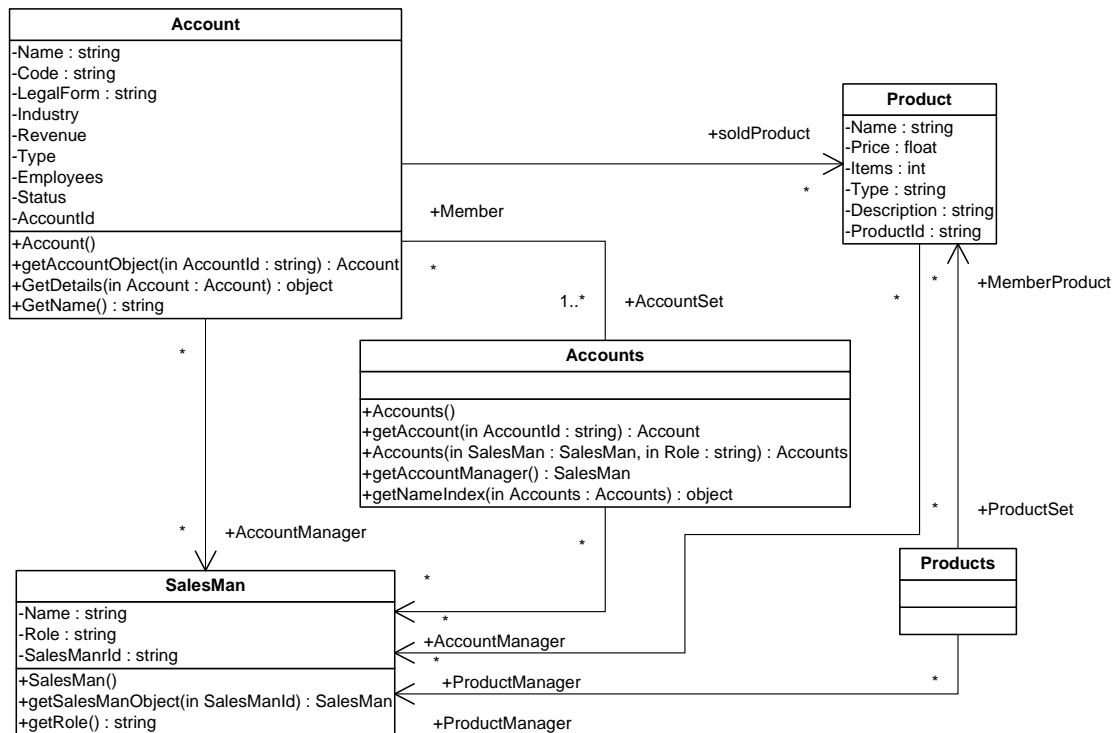 Account
-Name : string
-Code : string
-LegalForm : string
-Industry
-Revenue
-Type
-Employees
-Status
-AccountId
+Account()
+getAccountObject(in AccountId : string) : Account
+GetDetails(in Account : Account) : object
+GetName() : string
+soldProduct
*
Product
-Name : string
-Price : float
-Items : int
-Type : string
-Description : string
-ProductId : string
+Member
*
1..*
+AccountSet
*
*
+MemberProduct
*
Accounts
+Accounts()
+getAccount(in AccountId : string) : Account
+Accounts(in SalesMan : SalesMan, in Role : string) : Accounts
+getAccountManager() : SalesMan
+getNameIndex(in Accounts : Accounts) : object
*
+ProductSet
*
+AccountManager
*
Products
SalesMan
-Name : string
-Role : string
-SalesManrId : string
+SalesMan()
+getSalesManObject(in SalesManId) : SalesMan
+getRole() : string
*
*
+AccountManager
*
+ProductManager
*
+ProductManager